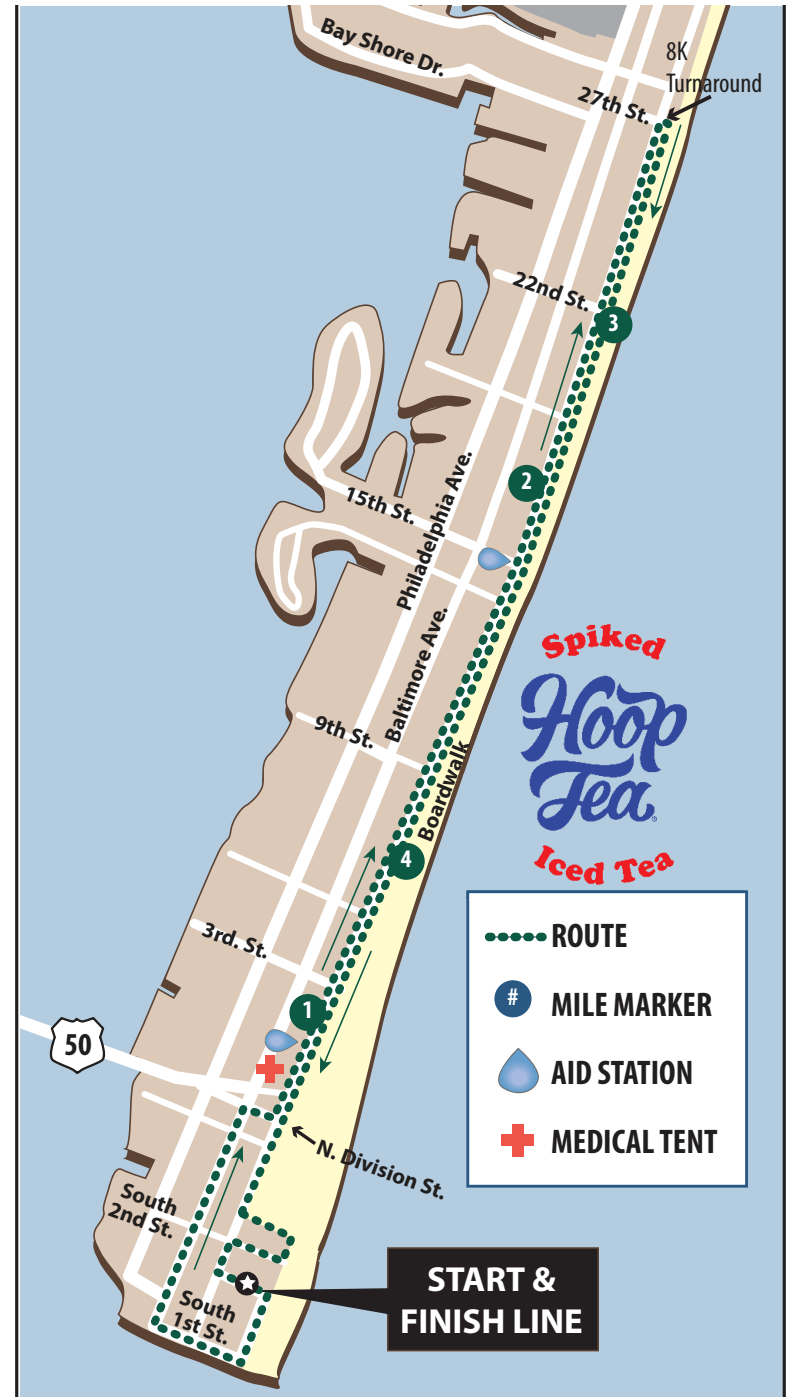 Bay Shore Dr.
8K
Turnaround
27th St.
22nd St.
3
2
15th St.
Philadelphia Ave.
Baltimore Ave.
9th St.
Boardwalk
4
3rd. St.
1
50
N. Division St.
South
2nd St.
South
1st St.
START &
FINISH LINE
Spiked
Hoop
Tea®
Iced Tea
ROUTE
# MILE MARKER
AID STATION
MEDICAL TENT